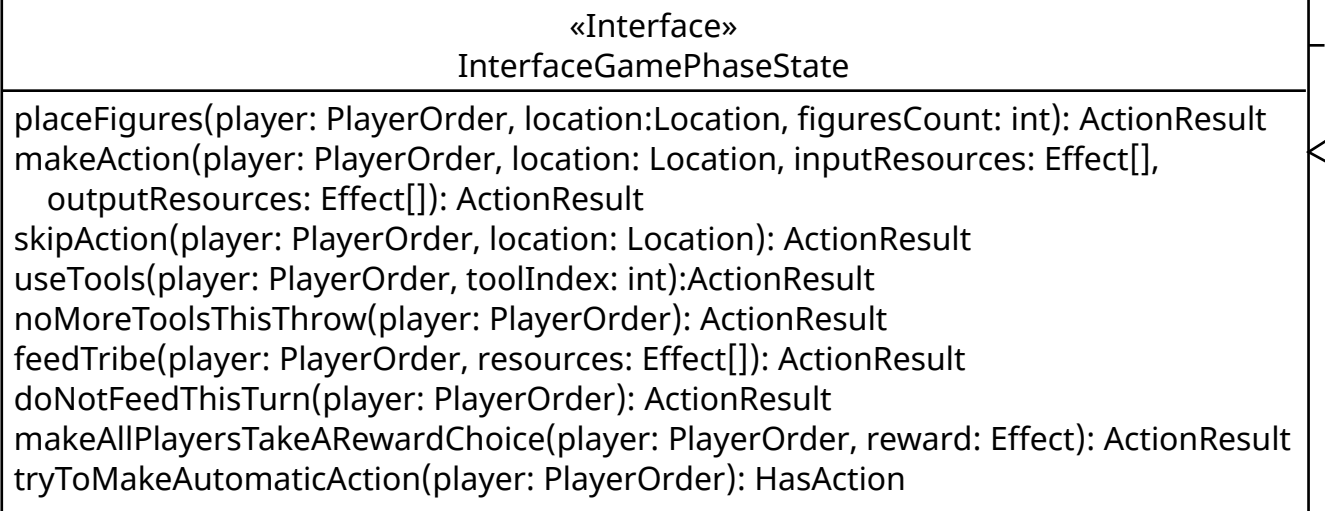 «Interface»
InterfaceGamePhaseState
placeFigures(player: PlayerOrder, location:Location, figuresCount: int): ActionResult
makeAction(player: PlayerOrder, location: Location, inputResources: Effect[],
outputResources: Effect[]): ActionResult
skipAction(player: PlayerOrder, location: Location): ActionResult
useTools(player: PlayerOrder, toolIndex: int):ActionResult
noMoreToolsThisThrow(player: PlayerOrder): ActionResult
feedTribe(player: PlayerOrder, resources: Effect[]): ActionResult
doNotFeedThisTurn(player: PlayerOrder): ActionResult
makeAllPlayersTakeARewardChoice(player: PlayerOrder, reward: Effect): ActionResult
tryToMakeAutomaticAction(player: PlayerOrder): HasAction